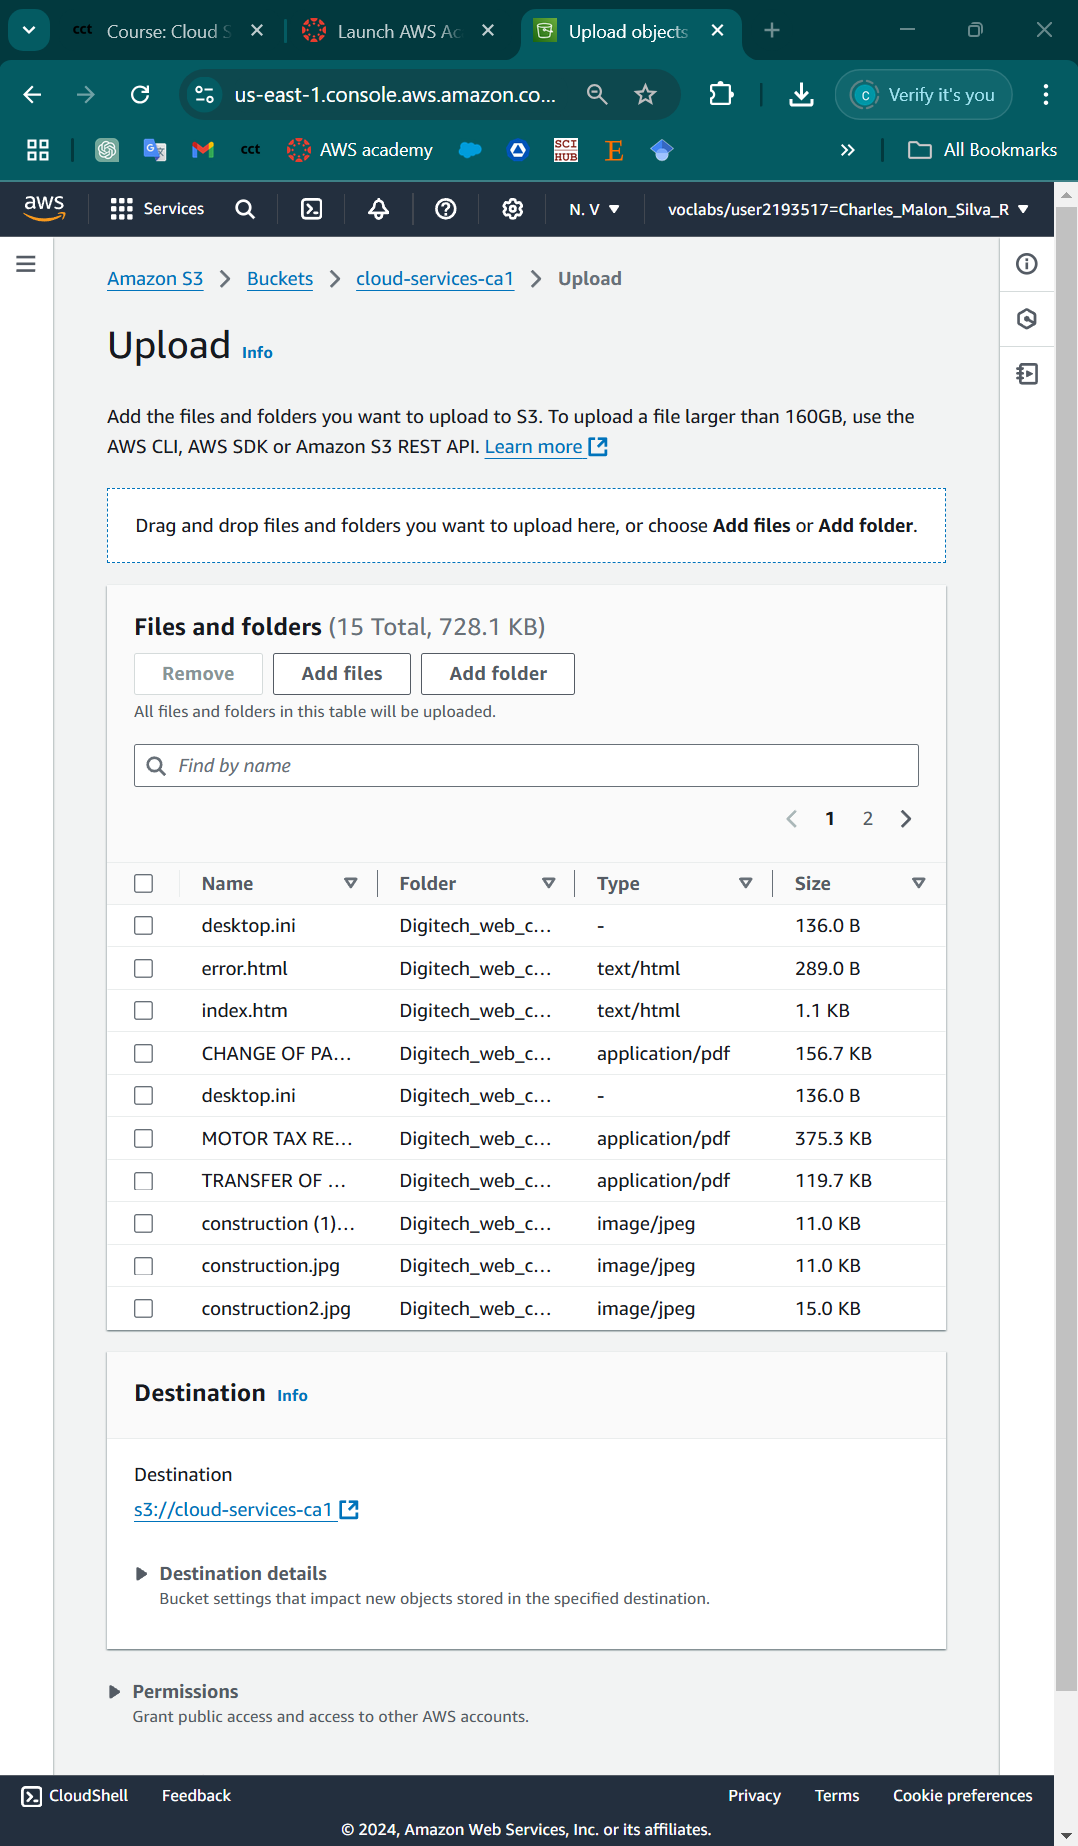 cct Course: Cloud S
Launch AWS Ac
Upload objects
us-east-1.console.aws.amazon.co...
Verify it's you
cct
AWS academy
SCI HUB
E
All Bookmarks
aws
Services
N. V
voclabs/user2193517=Charles_Malon_Silva_R
Amazon S3 > Buckets > cloud-services-ca1 > Upload
Upload Info
Add the files and folders you want to upload to S3. To upload a file larger than 160GB, use the
AWS CLI, AWS SDK or Amazon S3 REST API. Learn more
Drag and drop files and folders you want to upload here, or choose Add files or Add folder.
Files and folders (15 Total, 728.1 KB)
Remove Add files Add folder
All files and folders in this table will be uploaded.
Find by name
1 2
Name Folder Type Size
desktop.ini Digitech_web_c... - 136.0 B
error.html Digitech_web_c... text/html 289.0 B
index.htm Digitech_web_c... text/html 1.1 KB
CHANGE OF PA... Digitech_web_c... application/pdf 156.7 KB
desktop.ini Digitech_web_c... - 136.0 B
MOTOR TAX RE... Digitech_web_c... application/pdf 375.3 KB
TRANSFER OF ... Digitech_web_c... application/pdf 119.7 KB
construction (1)... Digitech_web_c... image/jpeg 11.0 KB
construction.jpg Digitech_web_c... image/jpeg 11.0 KB
construction2.jpg Digitech_web_c... image/jpeg 15.0 KB
Destination Info
Destination
s3://cloud-services-ca1
Destination details
Bucket settings that impact new objects stored in the specified destination.
Permissions
Grant public access and access to other AWS accounts.
CloudShell Feedback Privacy Terms Cookie preferences
© 2024, Amazon Web Services, Inc. or its affiliates.